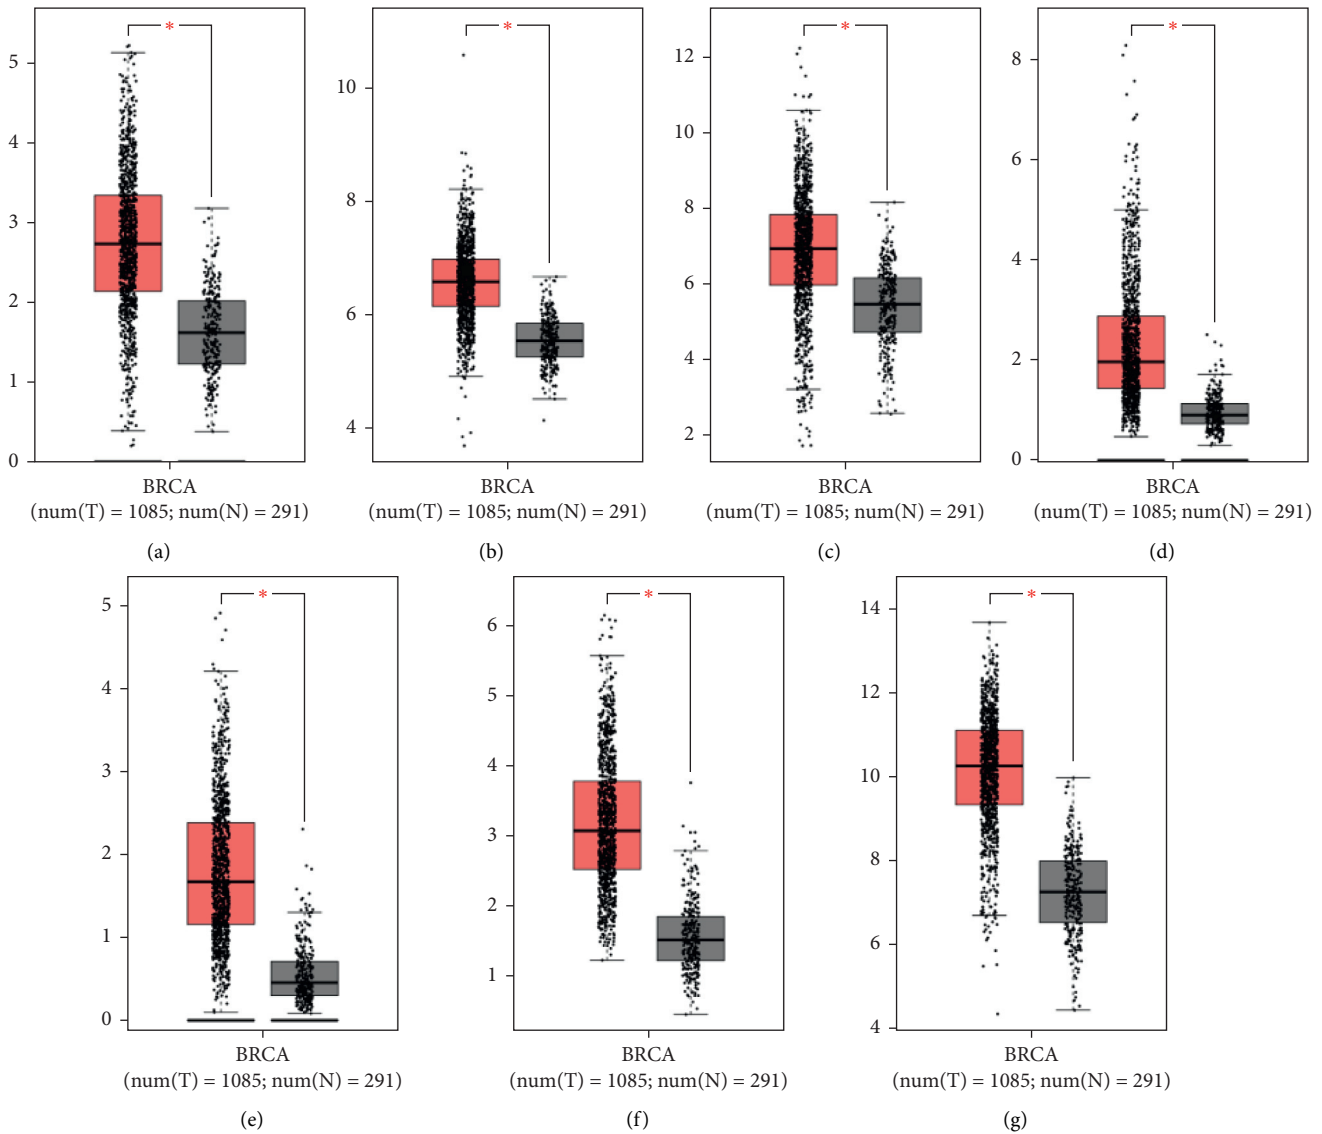 *
5
4
3
2
1
0
BRCA
(num(T) = 1085; num(N) = 291)
(a)
*
10
8
6
4
BRCA
(num(T) = 1085; num(N) = 291)
(b)
*
12
10
8
6
4
2
BRCA
(num(T) = 1085; num(N) = 291)
(c)
*
8
6
4
2
0
BRCA
(num(T) = 1085; num(N) = 291)
(d)
*
5
4
3
2
1
0
BRCA
(num(T) = 1085; num(N) = 291)
(e)
*
6
5
4
3
2
1
BRCA
(num(T) = 1085; num(N) = 291)
(f)
*
14
12
10
8
6
4
BRCA
(num(T) = 1085; num(N) = 291)
(g)